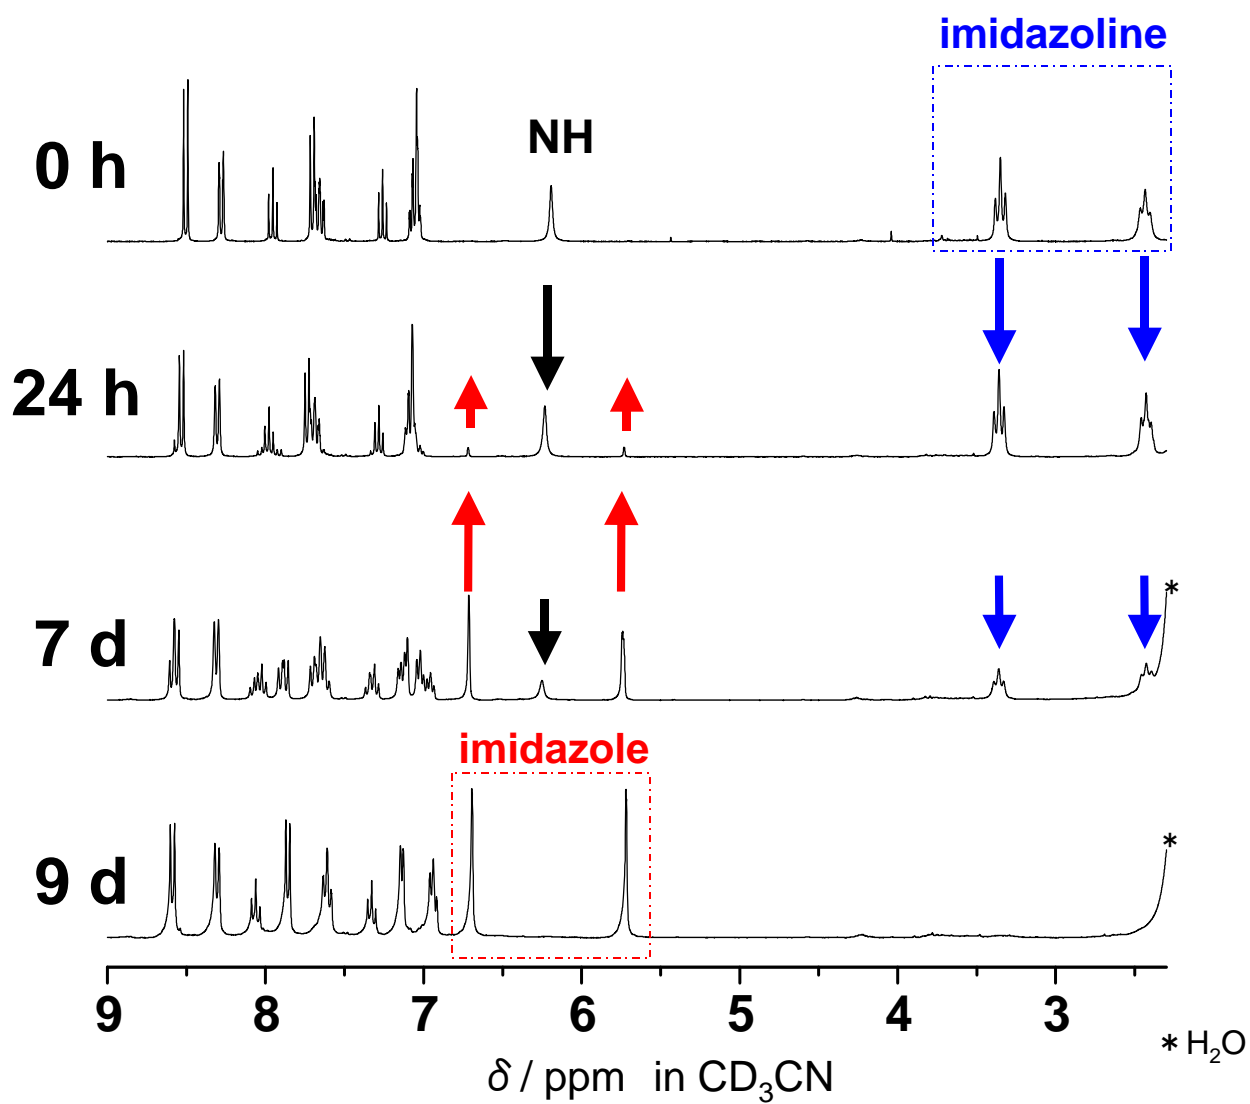 imidazoline
NH
0 h
24 h
*
7 d
imidazole
*
9 d
9 8 7 6 5 4 3
* H₂O
δ / ppm in CD₃CN